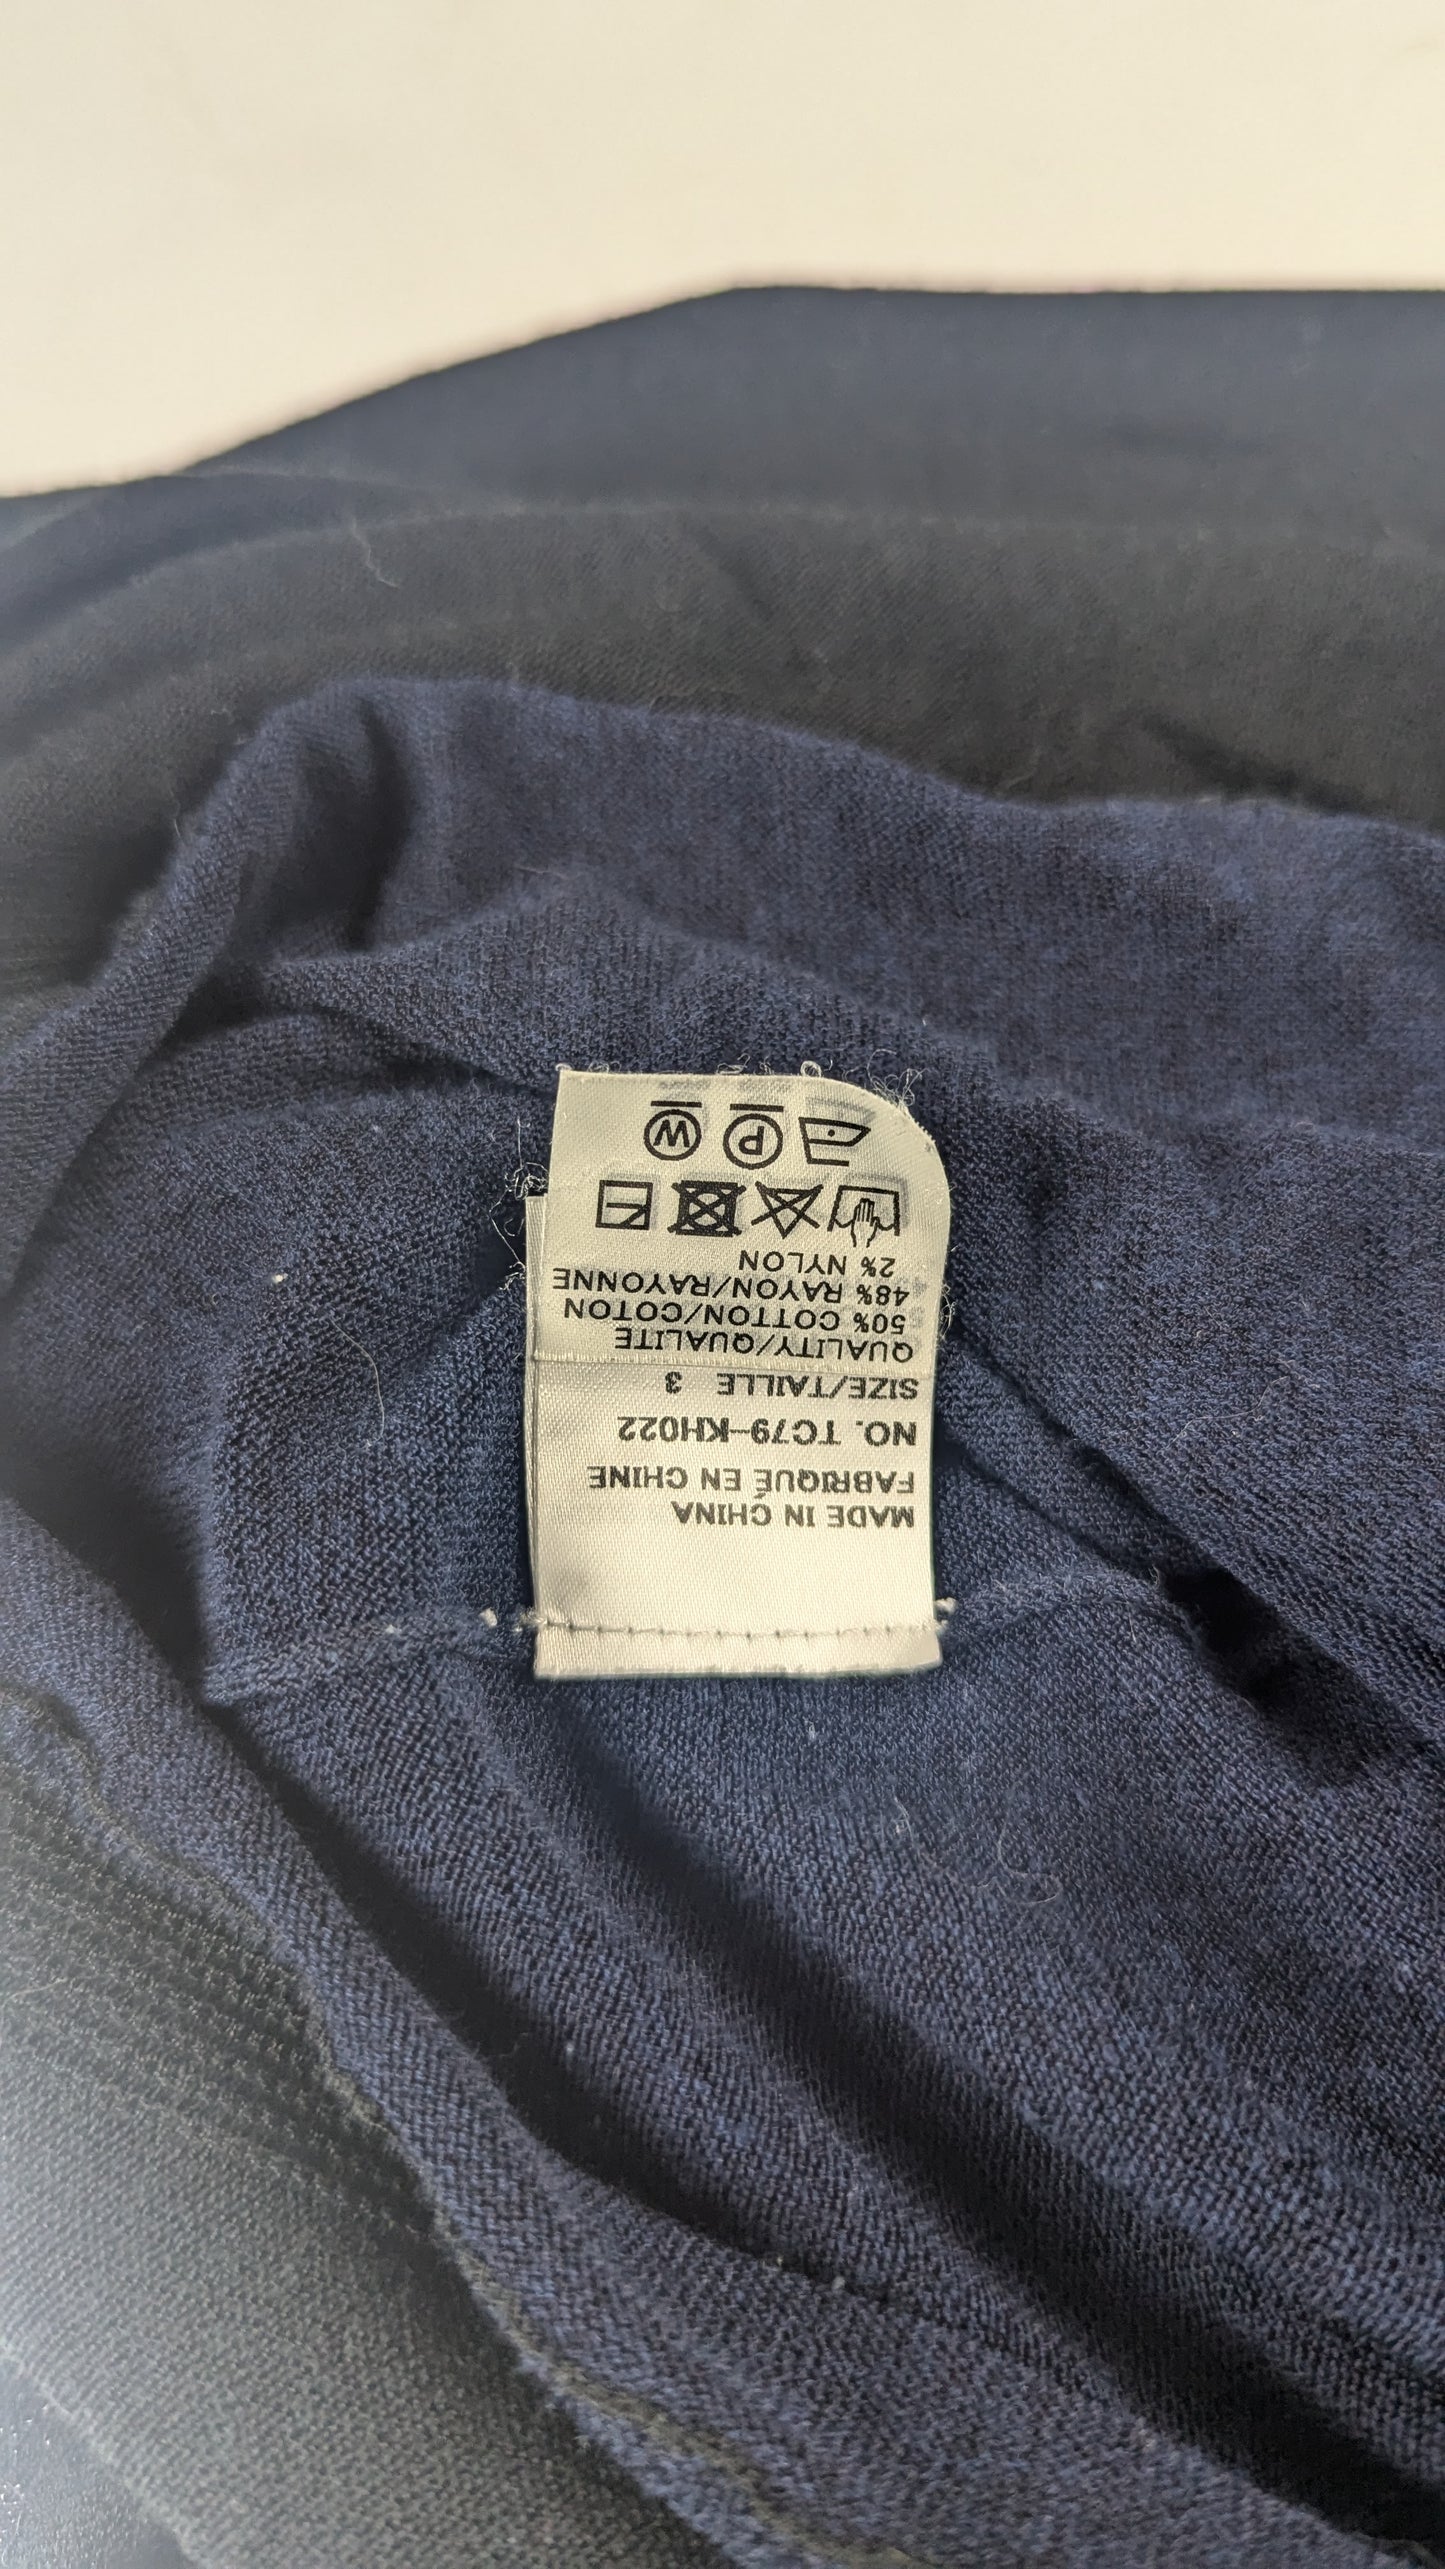 MADE IN CHINA
FABRIQUÉ EN CHINE
NO. TC79-KH022
SIZE/TAILLE 3
QUALITY/QUALITE
50% COTTON/COTON
48% RAYON/RAYONNE
2% NYLON
P W